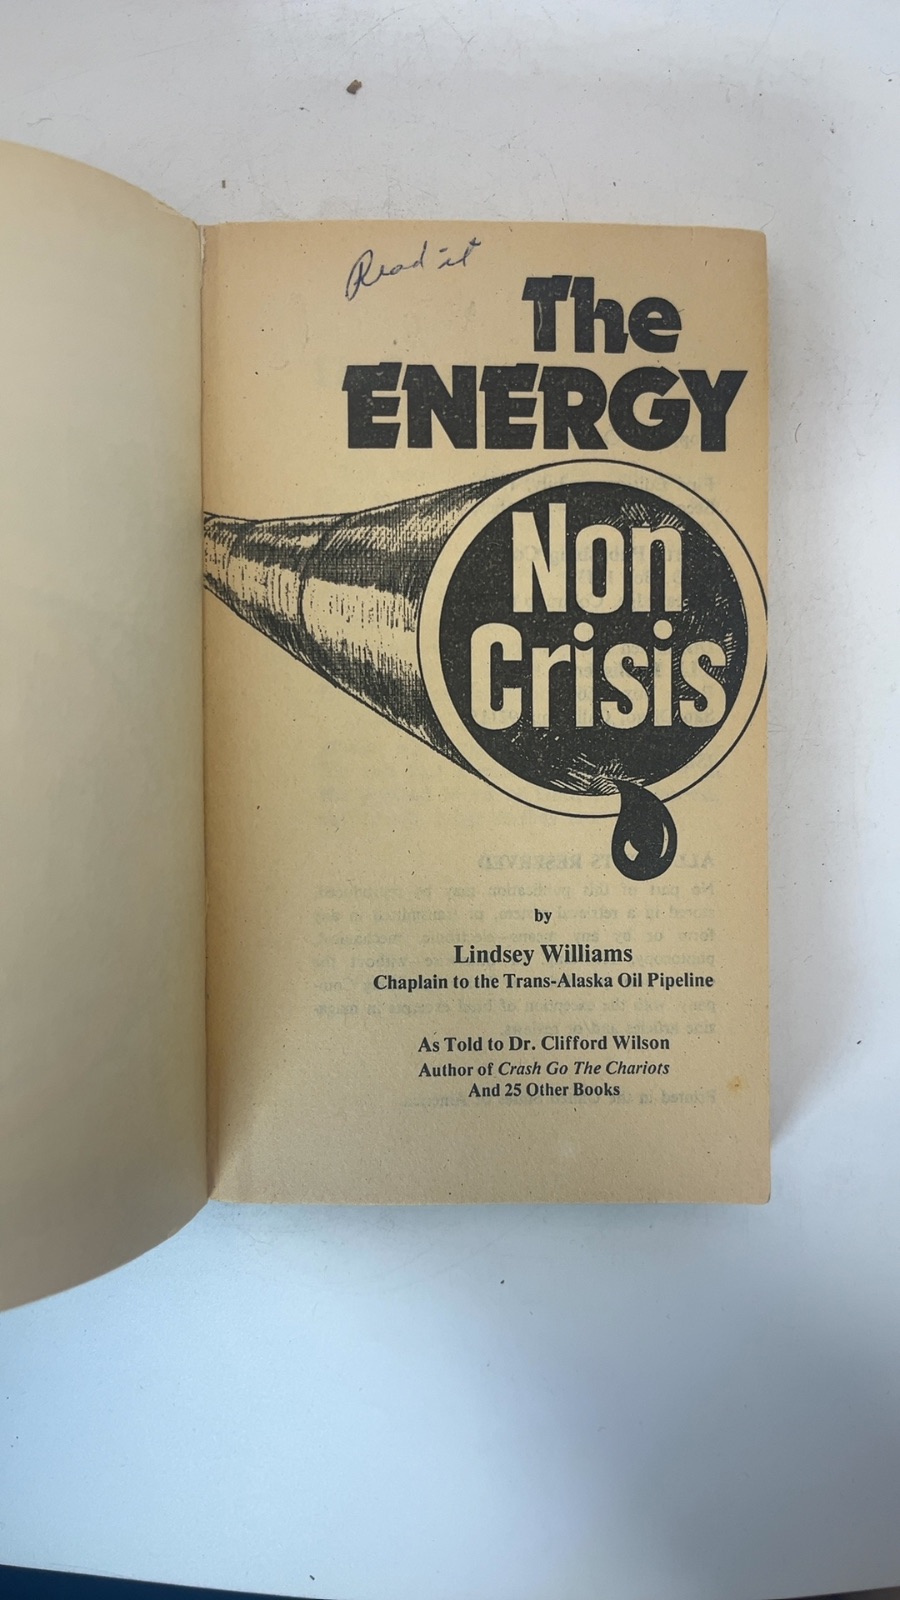 Read it
The
ENERGY
Non
Crisis
by
Lindsey Williams
Chaplain to the Trans-Alaska Oil Pipeline
As Told to Dr. Clifford Wilson
Author of Crash Go The Chariots
And 25 Other Books